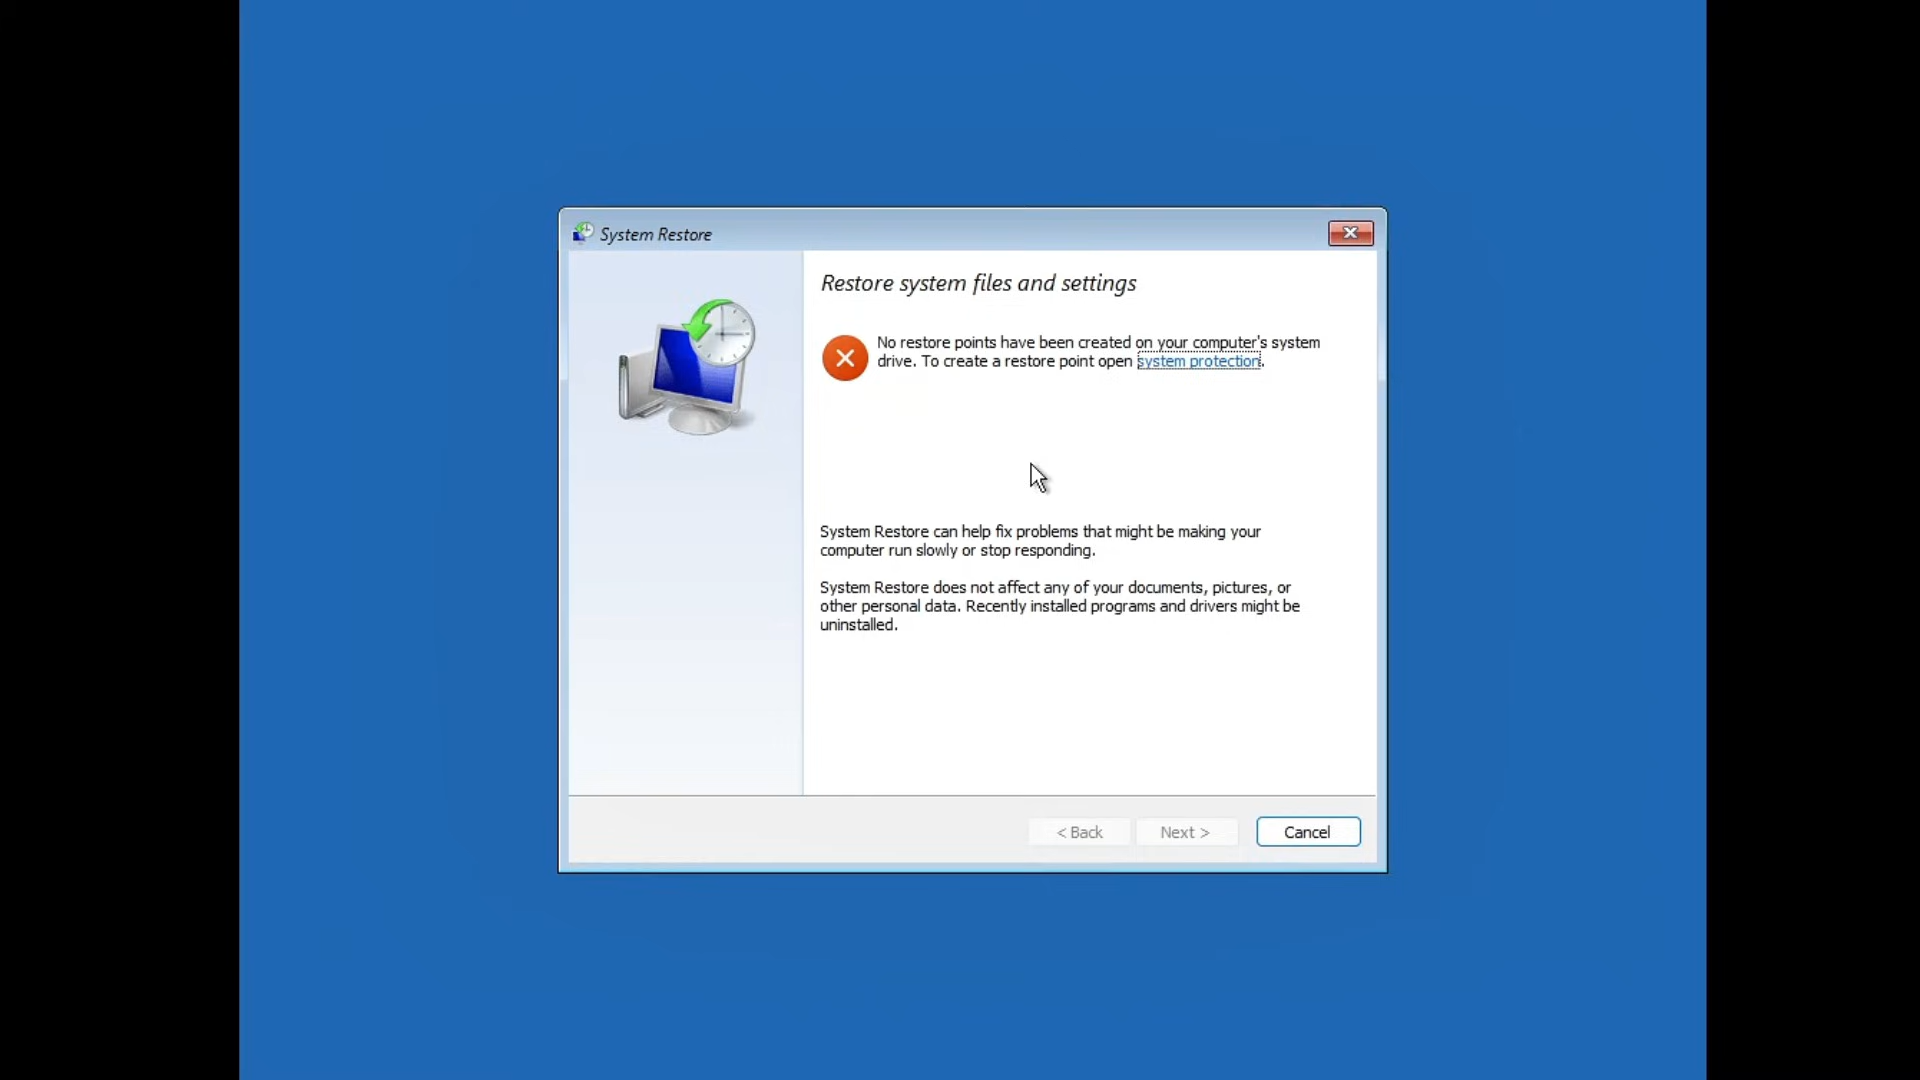 System Restore
Restore system files and settings
No restore points have been created on your computer's system
drive. To create a restore point open system protection.
System Restore can help fix problems that might be making your
computer run slowly or stop responding.
System Restore does not affect any of your documents, pictures, or
other personal data. Recently installed programs and drivers might be
uninstalled.
< Back Next > Cancel